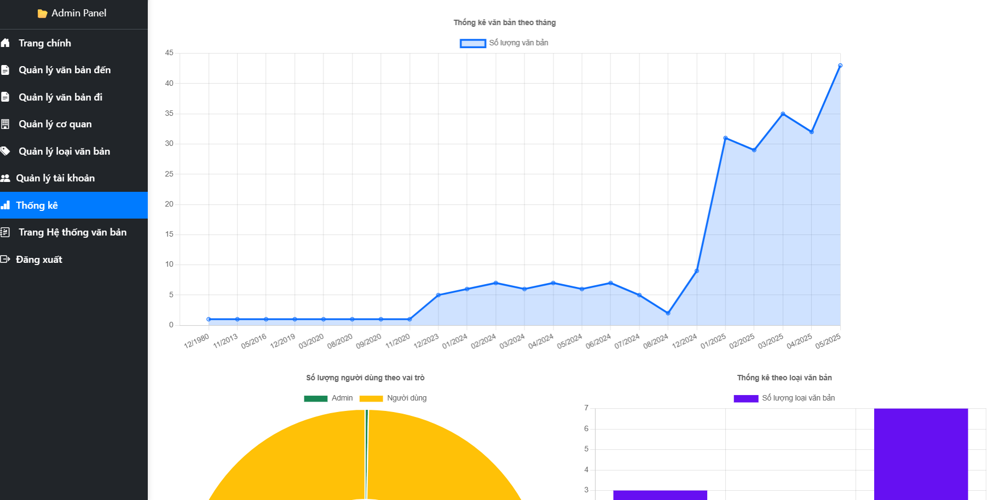 Admin Panel
Trang chính
Quản lý văn bản đến
Quản lý văn bản đi
Quản lý cơ quan
Quản lý loại văn bản
Quản lý tài khoản
Thống kê
Trang Hệ thống văn bản
Đăng xuất
Thống kê văn bản theo tháng
Số lượng văn bản
45
40
35
30
25
20
15
10
5
0
12/1980 11/2013 05/2016 12/2019 03/2020 08/2020 09/2020 11/2020 12/2023 01/2024 02/2024 03/2024 04/2024 05/2024 06/2024 07/2024 08/2024 12/2024 01/2025 02/2025 03/2025 04/2025 05/2025
Số lượng người dùng theo vai trò
Admin Người dùng
Thống kê theo loại văn bản
Số lượng loại văn bản
7
6
5
4
3